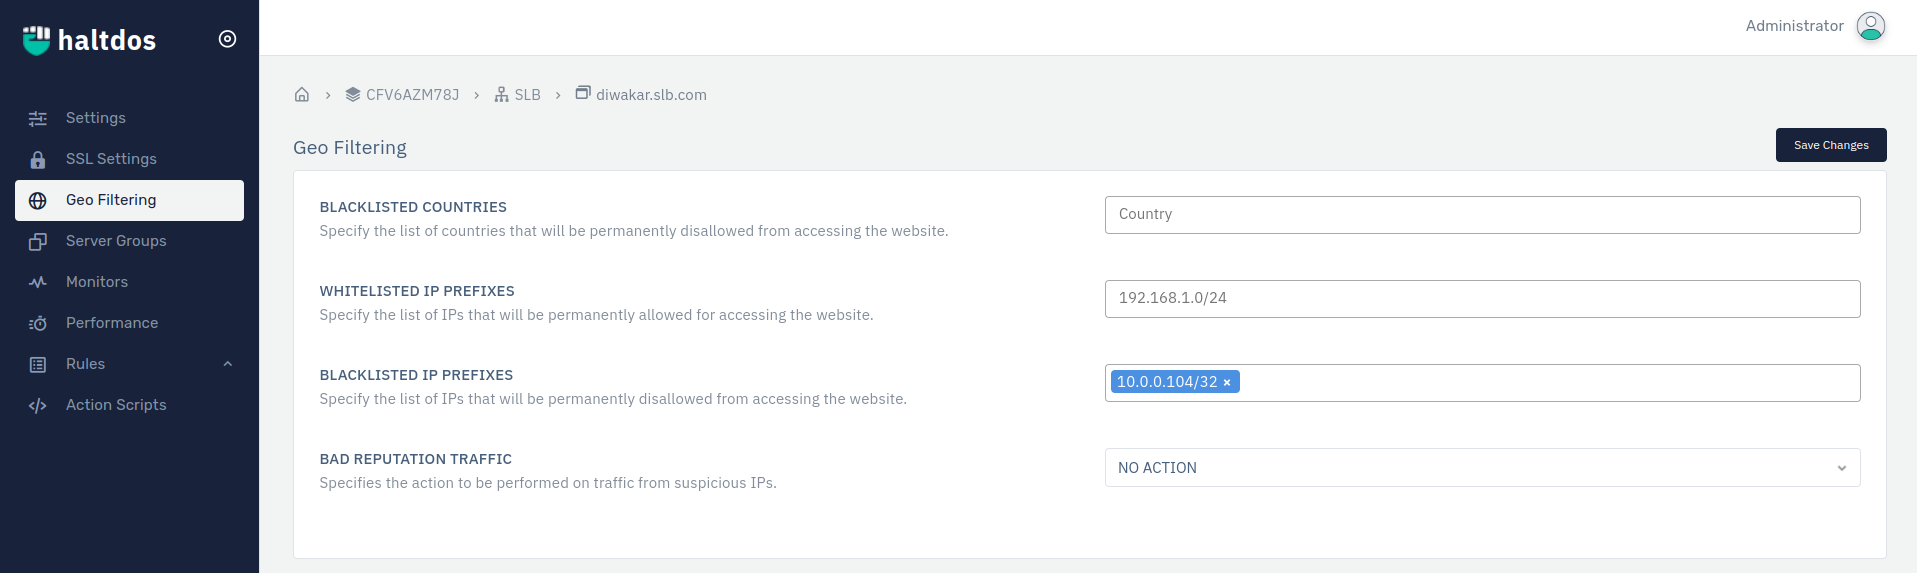 haltdos
Administrator
Settings
SSL Settings
Geo Filtering
Server Groups
Monitors
Performance
Rules
Action Scripts
CFV6AZM78J SLB diwakar.slb.com
Geo Filtering
Save Changes
BLACKLISTED COUNTRIES
Specify the list of countries that will be permanently disallowed from accessing the website.
Country
WHITELISTED IP PREFIXES
Specify the list of IPs that will be permanently allowed for accessing the website.
192.168.1.0/24
BLACKLISTED IP PREFIXES
Specify the list of IPs that will be permanently disallowed from accessing the website.
10.0.0.104/32 ×
BAD REPUTATION TRAFFIC
Specifies the action to be performed on traffic from suspicious IPs.
NO ACTION